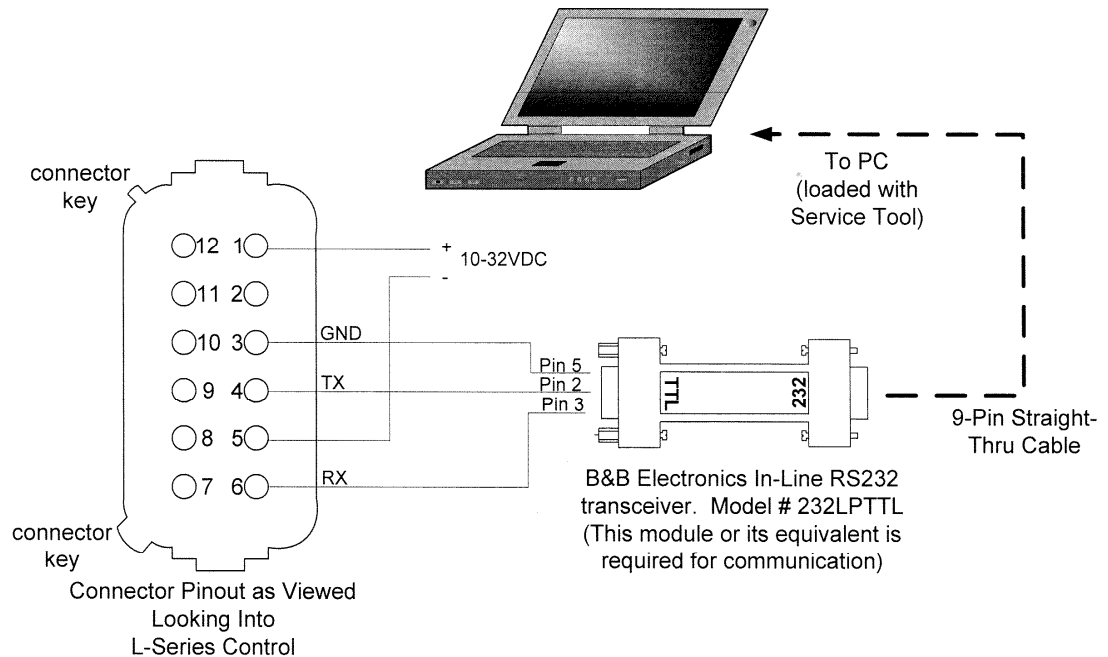 connector
key
To PC
(loaded with
Service Tool)
12 1
+
10-32VDC
-
11 2
10 3
GND
Pin 5
9 4
TX
Pin 2
Pin 3
TTL
232
8 5
9-Pin Straight-
Thru Cable
7 6
RX
B&B Electronics In-Line RS232
transceiver. Model # 232LPTTL
(This module or its equivalent is
required for communication)
connector
key
Connector Pinout as Viewed
Looking Into
L-Series Control